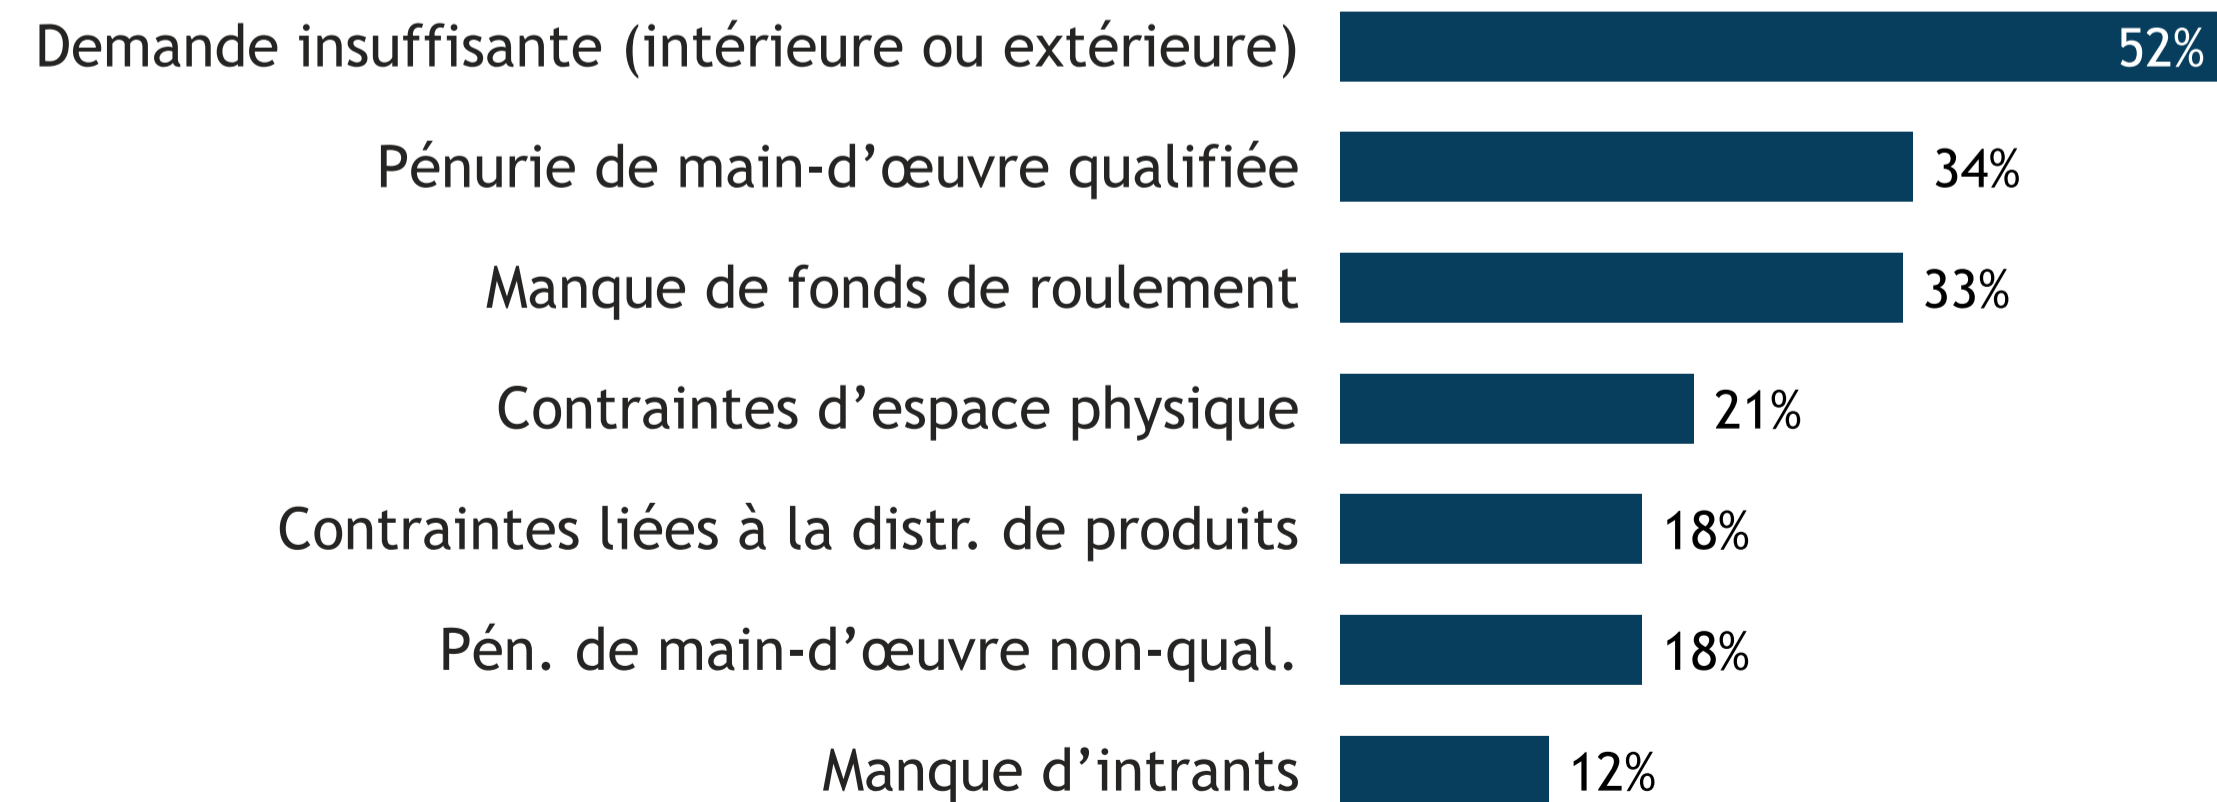 Demande insuffisante (intérieure ou extérieure) 52%
Pénurie de main-d’œuvre qualifiée 34%
Manque de fonds de roulement 33%
Contraintes d’espace physique 21%
Contraintes liées à la distr. de produits 18%
Pén. de main-d’œuvre non-qual. 18%
Manque d’intrants 12%